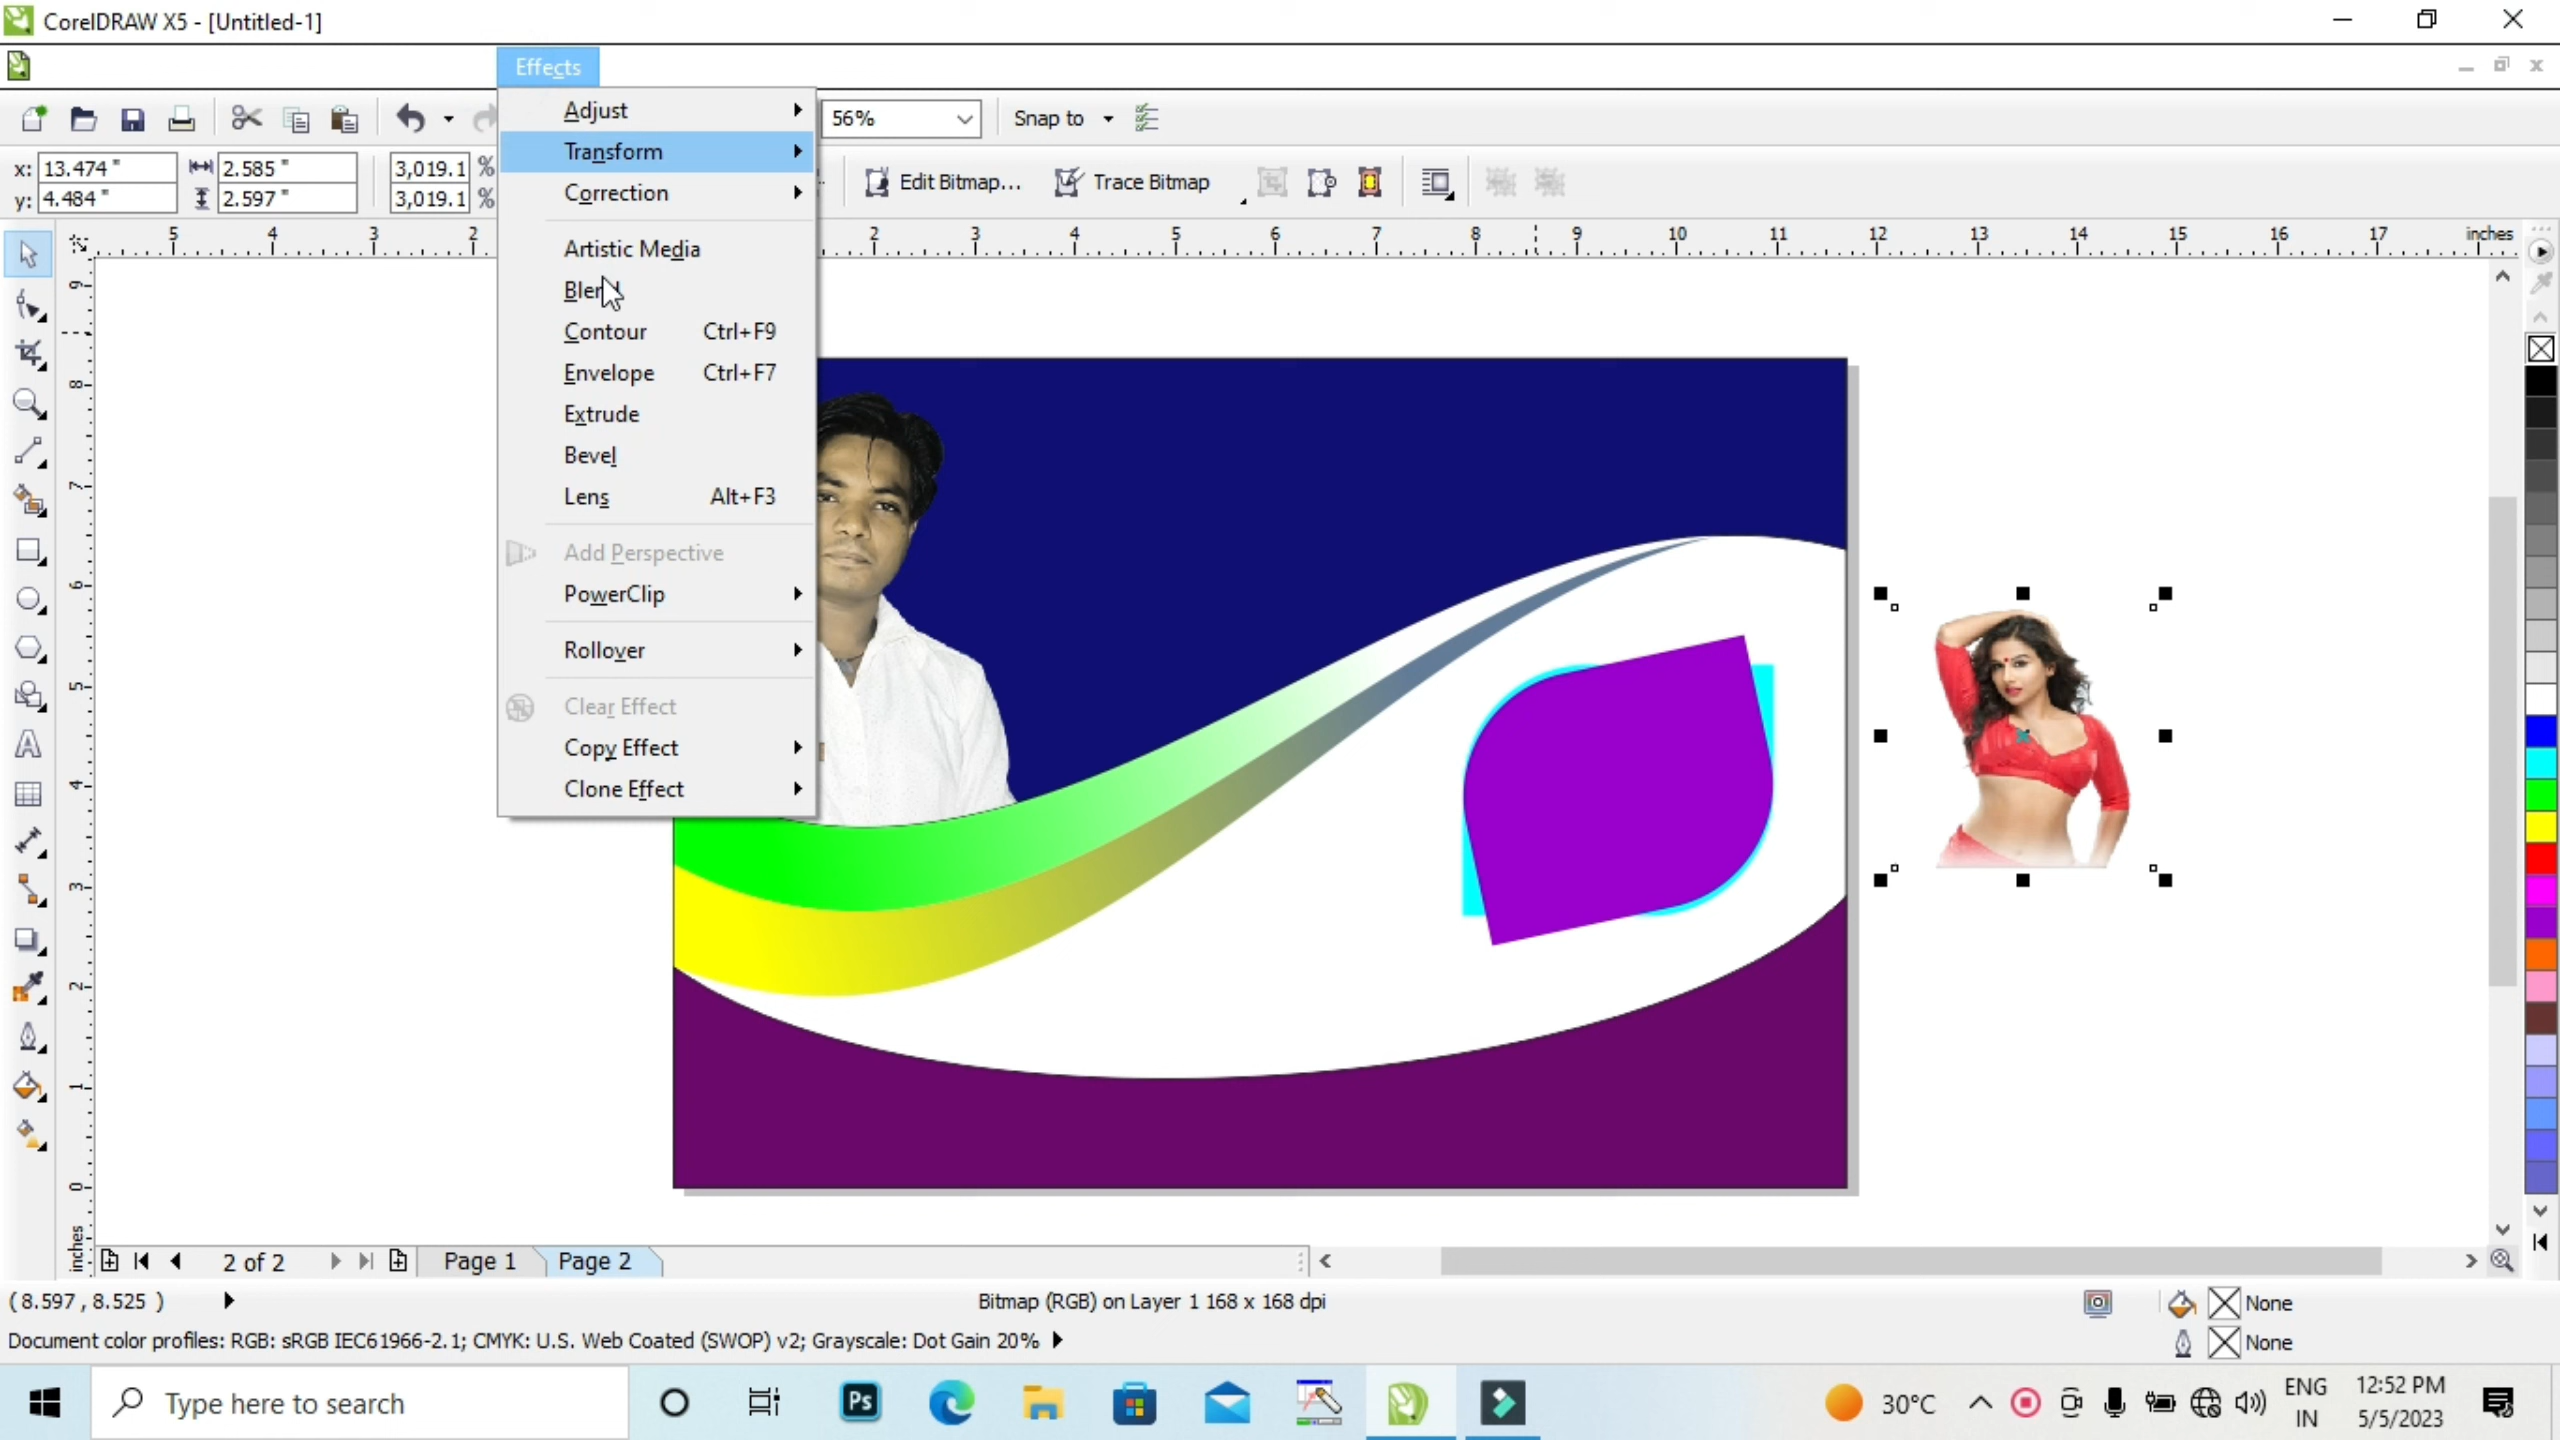 CorelDRAW X5 - [Untitled-1]
Effects
Adjust
Transform
Correction
Artistic Media
Contour Ctrl+F9
Envelope Ctrl+F7
Extrude
Bevel
Lens Alt+F3
Add Perspective
PowerClip
Rollover
Clear Effect
Copy Effect
Clone Effect
56% Snap to
x: 13.474 " 2.585 " 3,019.1 %
y: 4.484 " 2.597 " 3,019.1 %
Edit Bitmap... Trace Bitmap
5 4 3 2 2 3 4 5 6 7 8 9 10 11 12 13 14 15 16 17 inches
9
8
7
6
5
4
3
2
1
0
inches
2 of 2 Page 1 Page 2
(8.597, 8.525 ) Bitmap (RGB) on Layer 1 168 x 168 dpi None
Document color profiles: RGB: sRGB IEC61966-2.1; CMYK: U.S. Web Coated (SWOP) v2; Grayscale: Dot Gain 20% None
Type here to search Ps 30°C ENG 12:52 PM
IN 5/5/2023